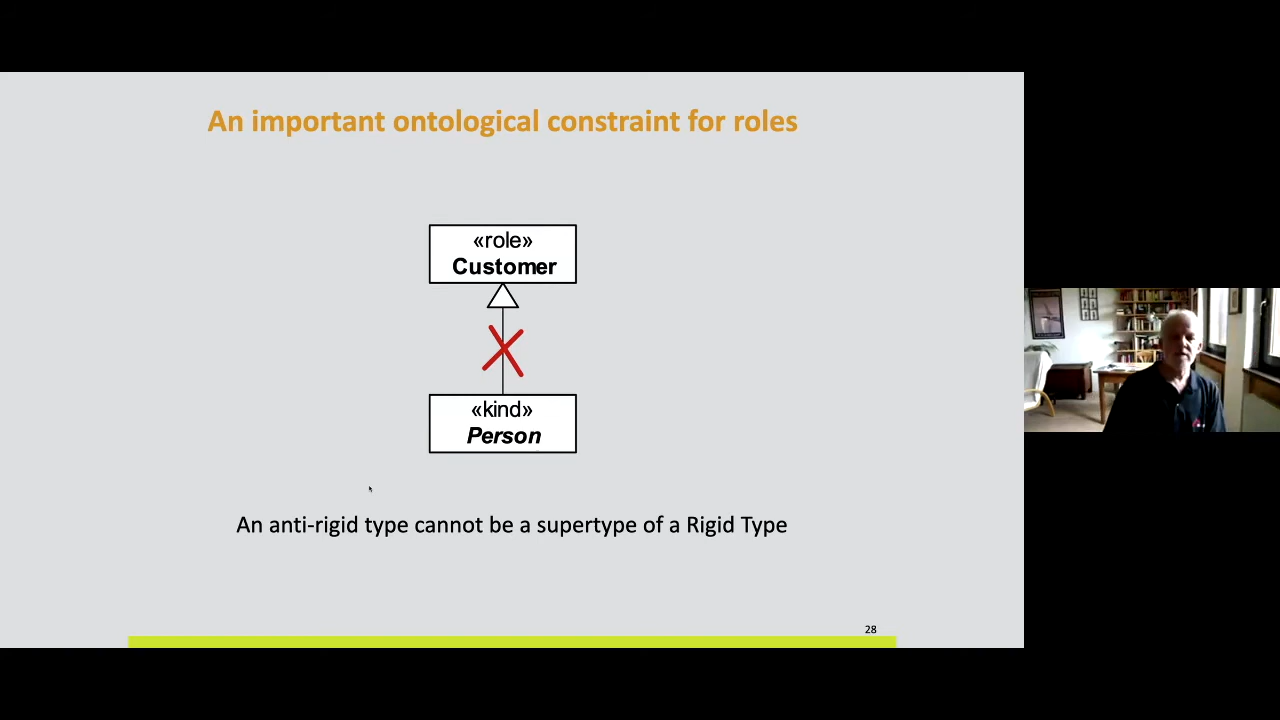 An important ontological constraint for roles
«role»
Customer
«kind»
Person
An anti-rigid type cannot be a supertype of a Rigid Type
28